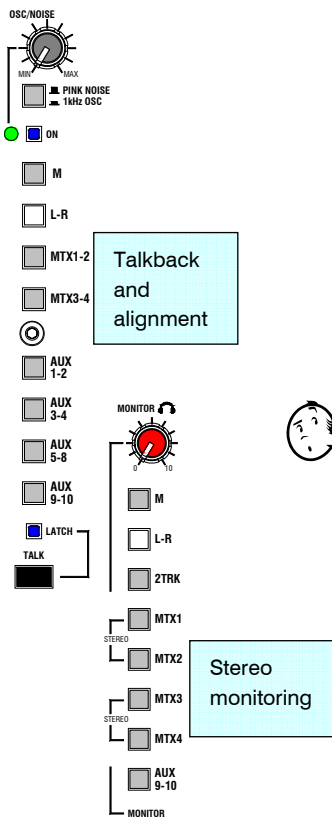 OSC/NOISE
MIN MAX
PINK NOISE
1kHz OSC
ON
M
L-R
MTX1-2
MTX3-4
AUX
1-2
AUX
3-4
AUX
5-8
AUX
9-10
LATCH
TALK
Talkback
and
alignment
MONITOR
0 10
M
L-R
2TRK
MTX1
STEREO
MTX2
MTX3
STEREO
MTX4
AUX
9-10
MONITOR
Stereo
monitoring